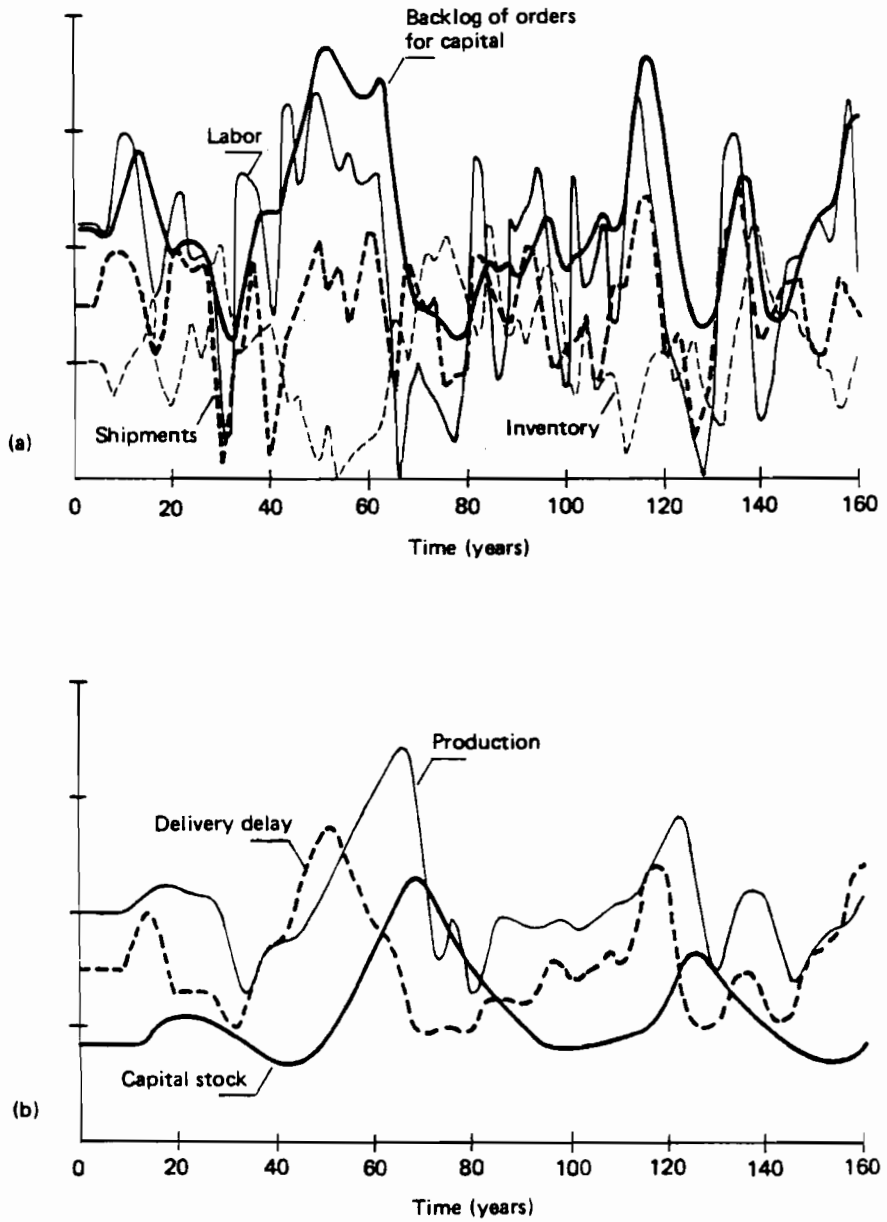 Backlog of orders
for capital
Labor
Shipments
Inventory
(a)
0 20 40 60 80 100 120 140 160
Time (years)
Production
Delivery delay
Capital stock
(b)
0 20 40 60 80 100 120 140 160
Time (years)